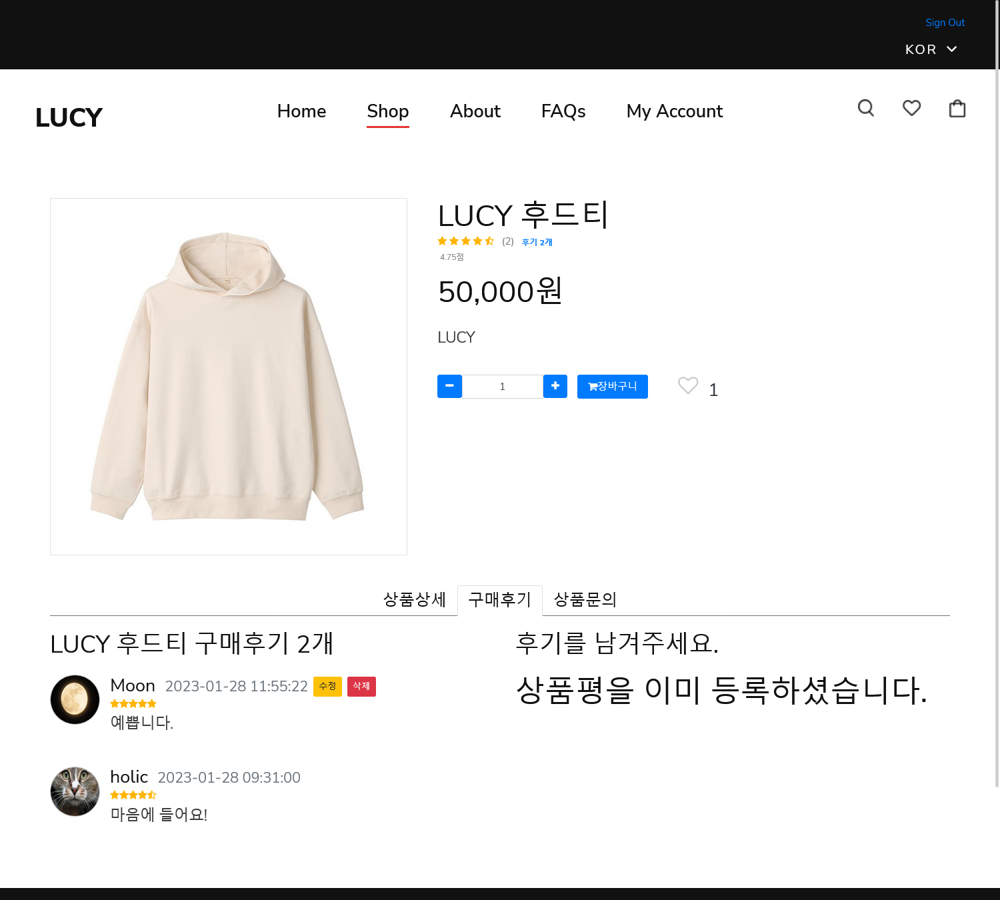 Sign Out
KOR
LUCY
Home Shop About FAQs My Account
LUCY 후드티
(2) 후기 2개
4.75점
50,000원
LUCY
1 장바구니 1
상품상세 구매후기 상품문의
LUCY 후드티 구매후기 2개
Moon 2023-01-28 11:55:22 수정 삭제
예쁩니다.
holic 2023-01-28 09:31:00
마음에 들어요!
후기를 남겨주세요.
상품평을 이미 등록하셨습니다.